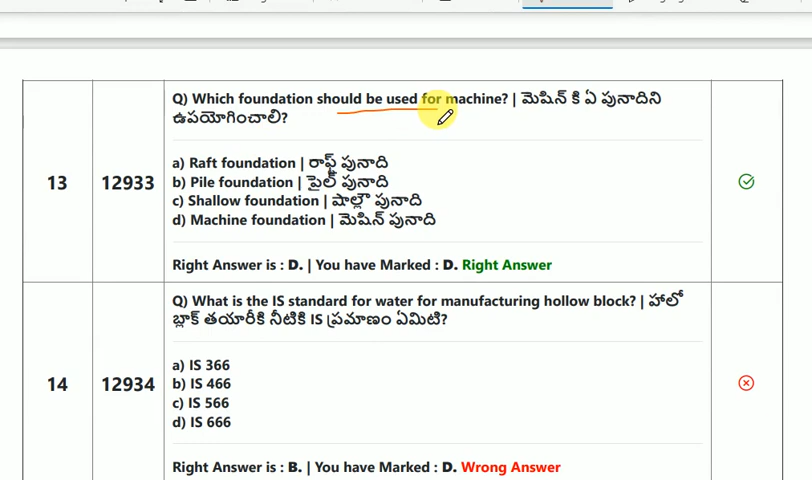 13
12933
Q) Which foundation should be used for machine? | మెషిన్ కి ఏ పునాదిని
ఉపయోగించాలి?
a) Raft foundation | రాఫ్ట్ పునాది
b) Pile foundation | పైల్ పునాది
c) Shallow foundation | షాల్లౌ పునాది
d) Machine foundation | మెషిన్ పునాది
Right Answer is : D. | You have Marked : D. Right Answer
14
12934
Q) What is the IS standard for water for manufacturing hollow block? | హాలో
బ్లాక్ తయారీకి నీటికి IS ప్రమాణం ఏమిటి?
a) IS 366
b) IS 466
c) IS 566
d) IS 666
Right Answer is : B. | You have Marked : D. Wrong Answer